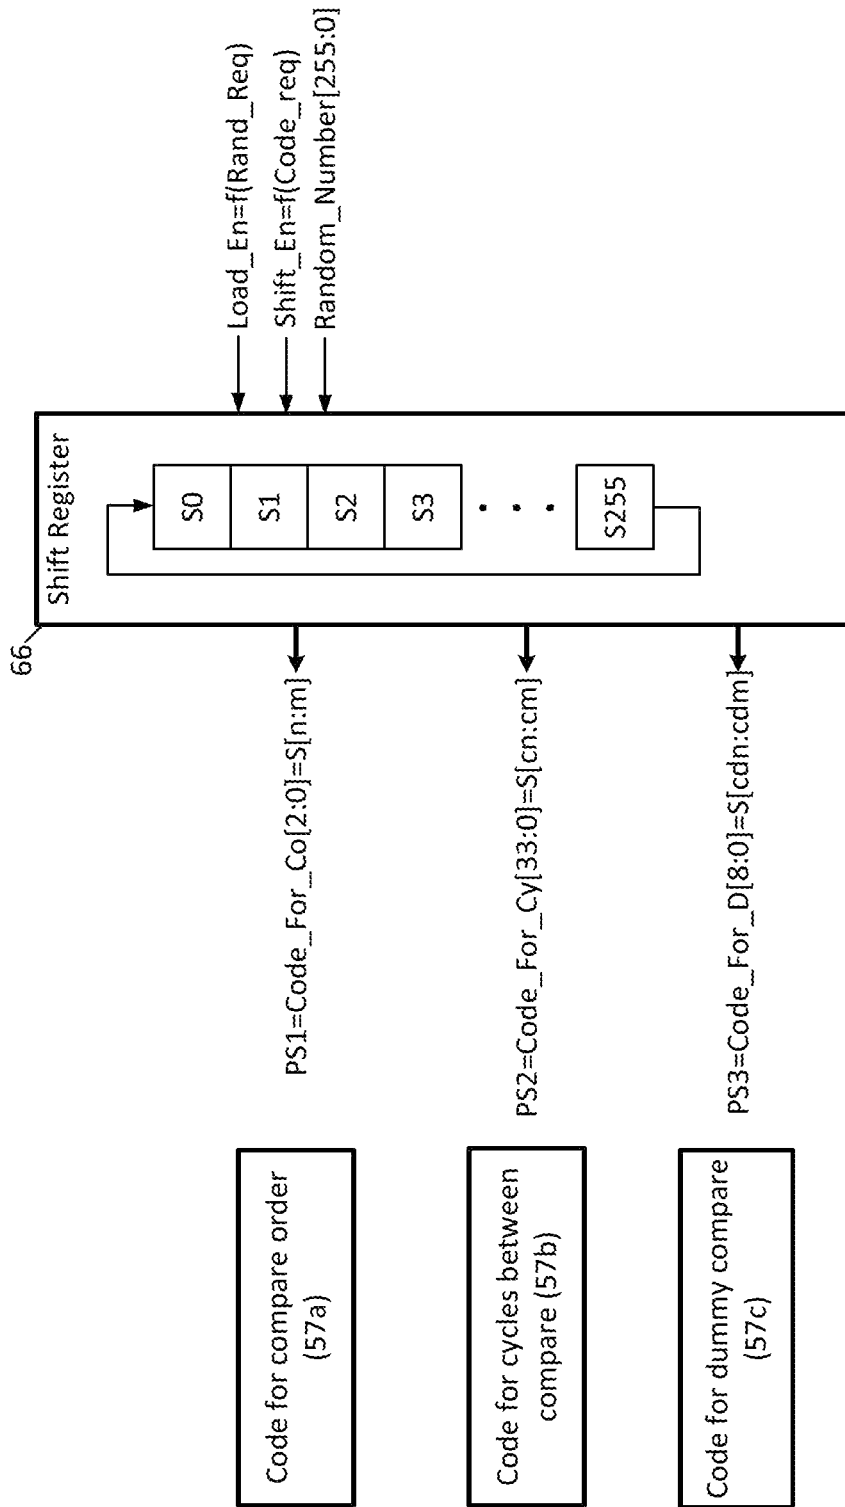 66
Shift Register
S0
S1
S2
S3
. . .
S255
Load_En=f(Rand_Req)
Shift_En=f(Code_req)
Random_Number[255:0]
PS1=Code_For_Co[2:0]=S[n:m]
PS2=Code_For_Cy[33:0]=S[cn:cm]
PS3=Code_For_D[8:0]=S[cdn:cdm]
Code for compare order
(57a)
Code for cycles between
compare (57b)
Code for dummy compare
(57c)